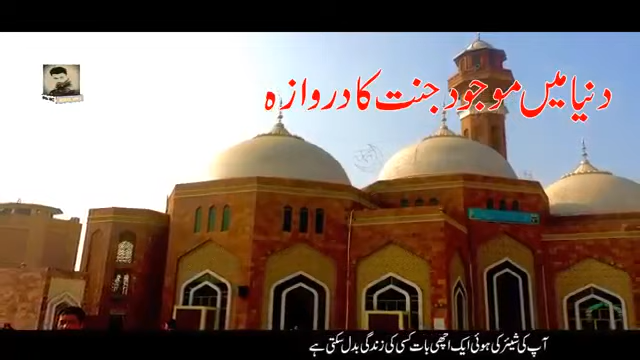 دنیا میں موجود جنت کا دروازہ
آپ کی شیئر کی ہوئی ایک اچھی بات کسی کی زندگی بدل سکتی ہے